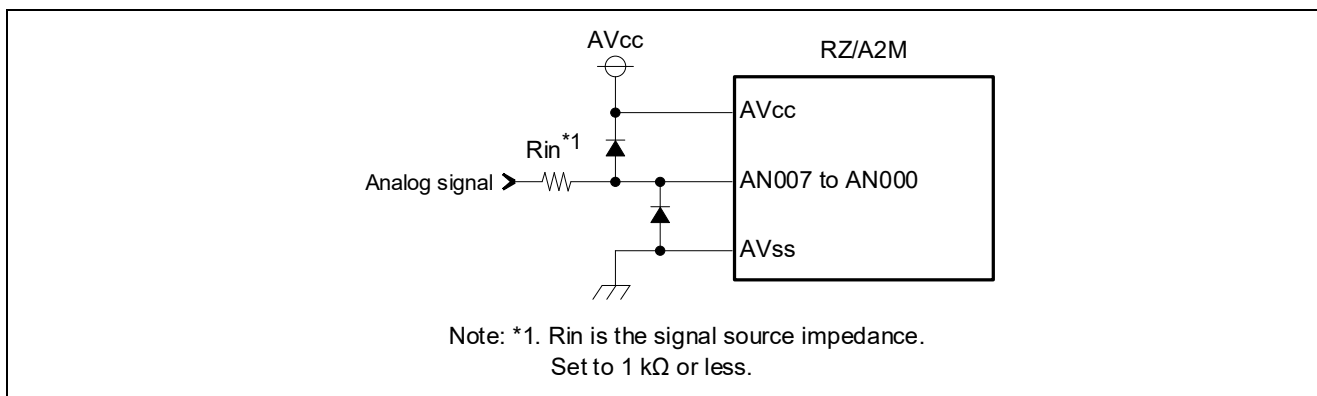 AVcc
RZ/A2M
AVcc
Rin*1
Analog signal
AN007 to AN000
AVss
Note: *1. Rin is the signal source impedance.
Set to 1 kΩ or less.